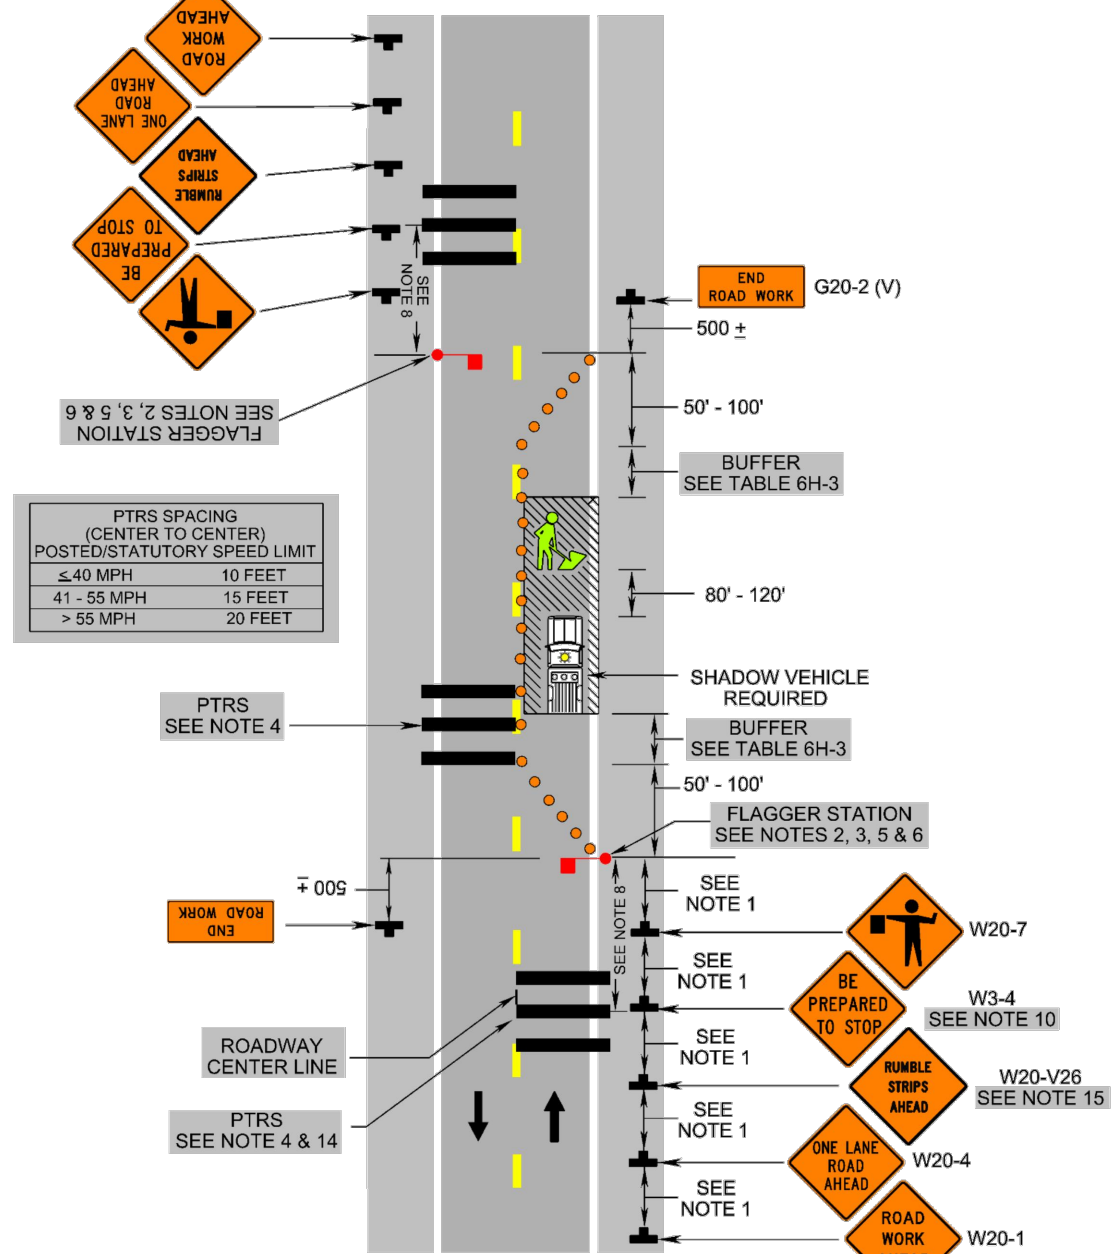 ROAD
WORK
AHEAD
ONE LANE
ROAD
AHEAD
RUMBLE
STRIPS
AHEAD
BE
PREPARED
TO STOP
SEE
NOTE 8
END
ROAD WORK
G20-2 (V)
500 ±
FLAGGER STATION
SEE NOTES 2, 3, 5 & 6
50' - 100'
BUFFER
SEE TABLE 6H-3
PTRS SPACING
(CENTER TO CENTER)
POSTED/STATUTORY SPEED LIMIT
≤40 MPH 10 FEET
41 - 55 MPH 15 FEET
> 55 MPH 20 FEET
80' - 120'
SHADOW VEHICLE
REQUIRED
PTRS
SEE NOTE 4
BUFFER
SEE TABLE 6H-3
50' - 100'
FLAGGER STATION
SEE NOTES 2, 3, 5 & 6
500 ±
END
ROAD WORK
SEE NOTE 8
SEE
NOTE 1
W20-7
SEE
NOTE 1
BE
PREPARED
TO STOP
W3-4
SEE NOTE 10
ROADWAY
CENTER LINE
SEE
NOTE 1
RUMBLE
STRIPS
AHEAD
W20-V26
SEE NOTE 15
PTRS
SEE NOTE 4 & 14
SEE
NOTE 1
ONE LANE
ROAD
AHEAD
W20-4
SEE
NOTE 1
ROAD
WORK
W20-1